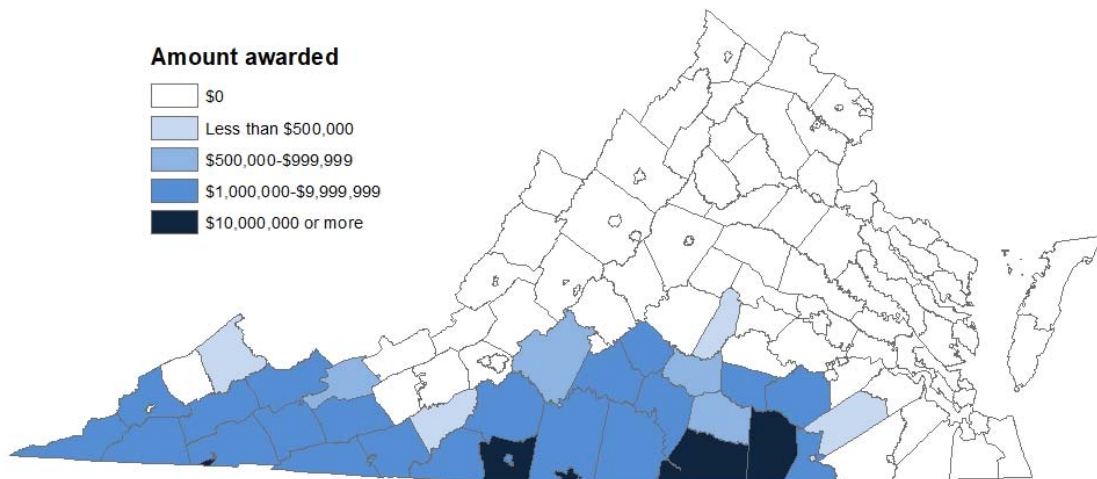 Amount awarded
$0
Less than $500,000
$500,000-$999,999
$1,000,000-$9,999,999
$10,000,000 or more